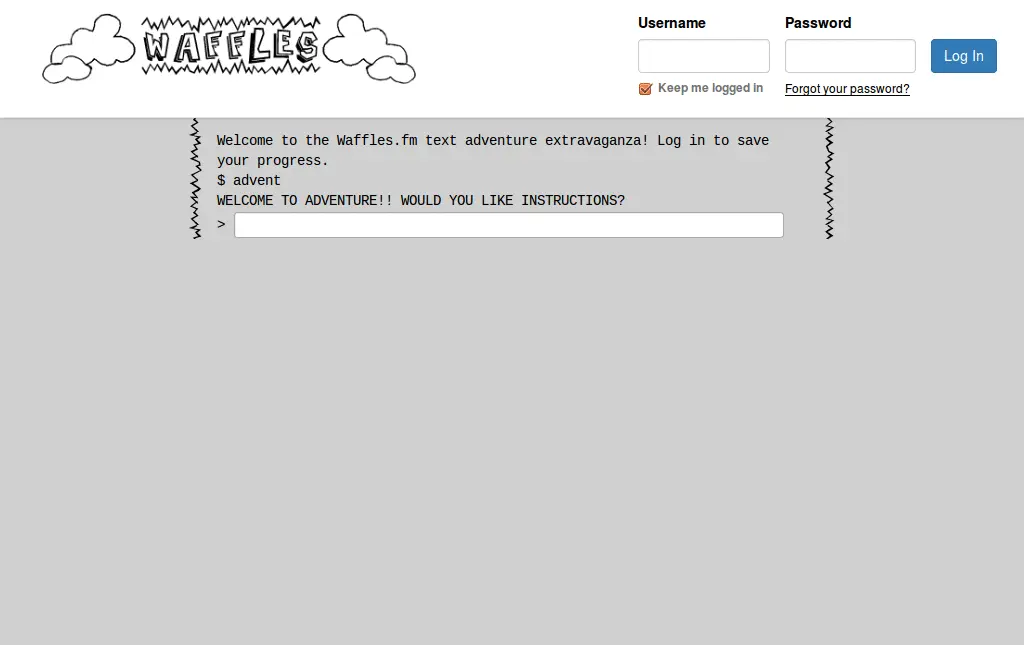 WAFFLES
Username
Password
Log In
Keep me logged in
Forgot your password?
Welcome to the Waffles.fm text adventure extravaganza! Log in to save
your progress.
$ advent
WELCOME TO ADVENTURE!! WOULD YOU LIKE INSTRUCTIONS?
>